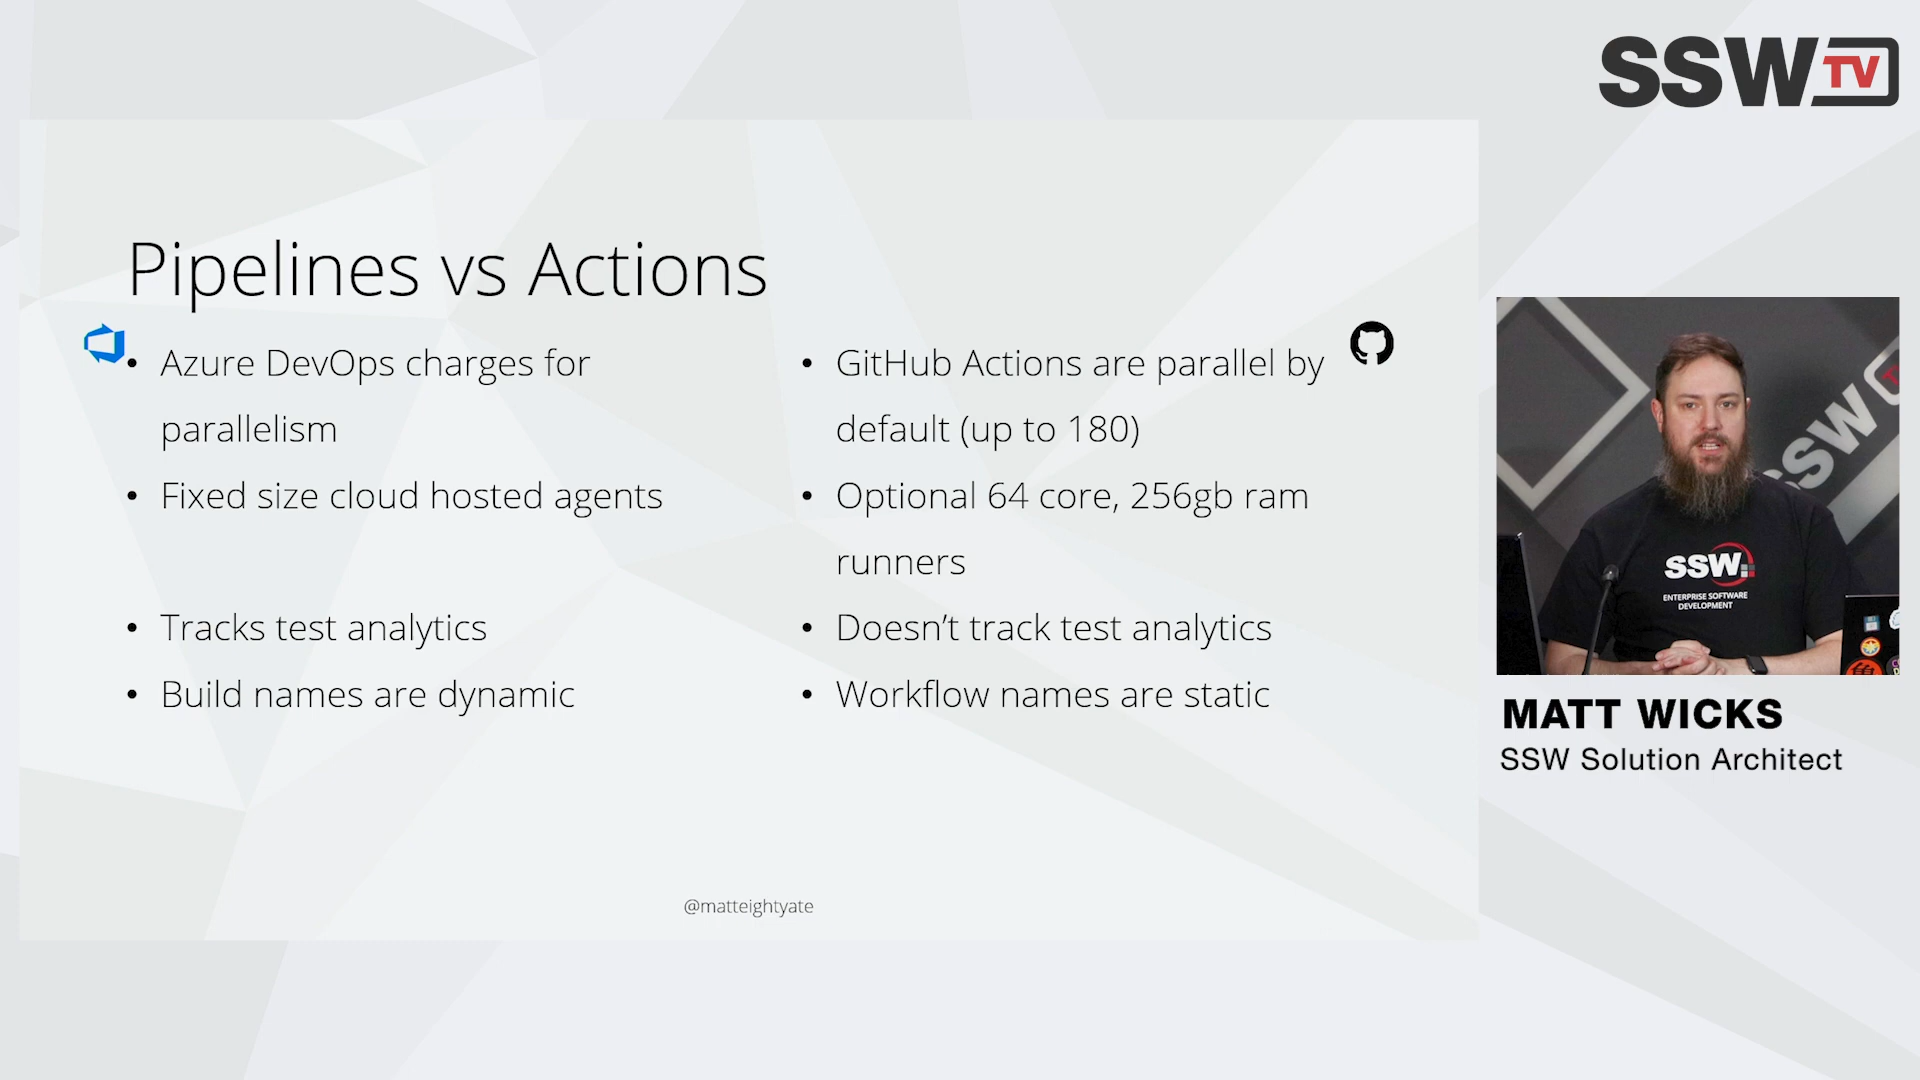 SSW TV
Pipelines vs Actions
• Azure DevOps charges for
parallelism
• Fixed size cloud hosted agents
• Tracks test analytics
• Build names are dynamic
• GitHub Actions are parallel by
default (up to 180)
• Optional 64 core, 256gb ram
runners
• Doesn’t track test analytics
• Workflow names are static
@matteightyate
SSW
SSW
ENTERPRISE SOFTWARE
DEVELOPMENT
MATT WICKS
SSW Solution Architect